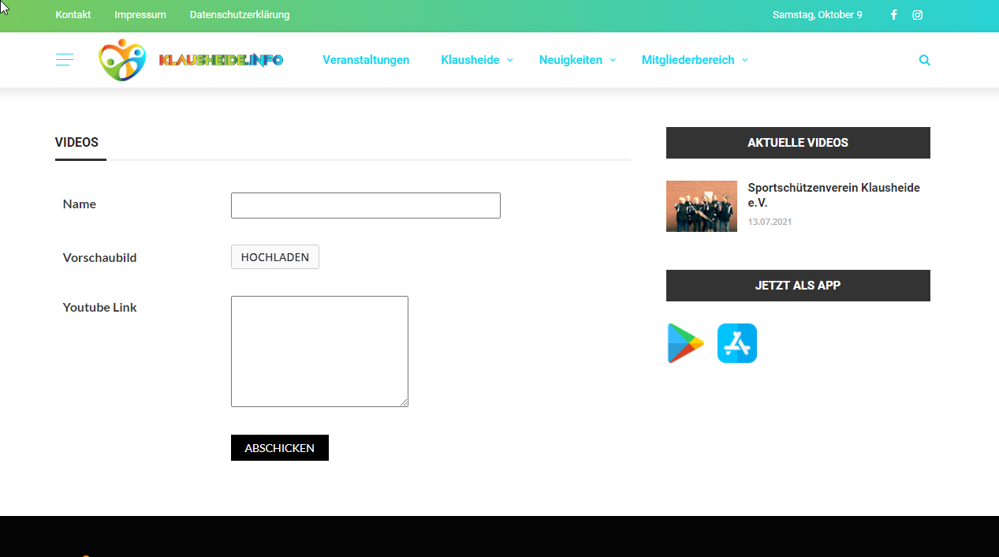 Kontakt Impressum Datenschutzerklärung Samstag, Oktober 9
KLAUSHEIDE.INFO Veranstaltungen Klausheide Neuigkeiten Mitgliederbereich
VIDEOS
Name
Vorschaubild HOCHLADEN
Youtube Link
ABSCHICKEN
AKTUELLE VIDEOS
Sportschützenverein Klausheide
e.V.
13.07.2021
JETZT ALS APP